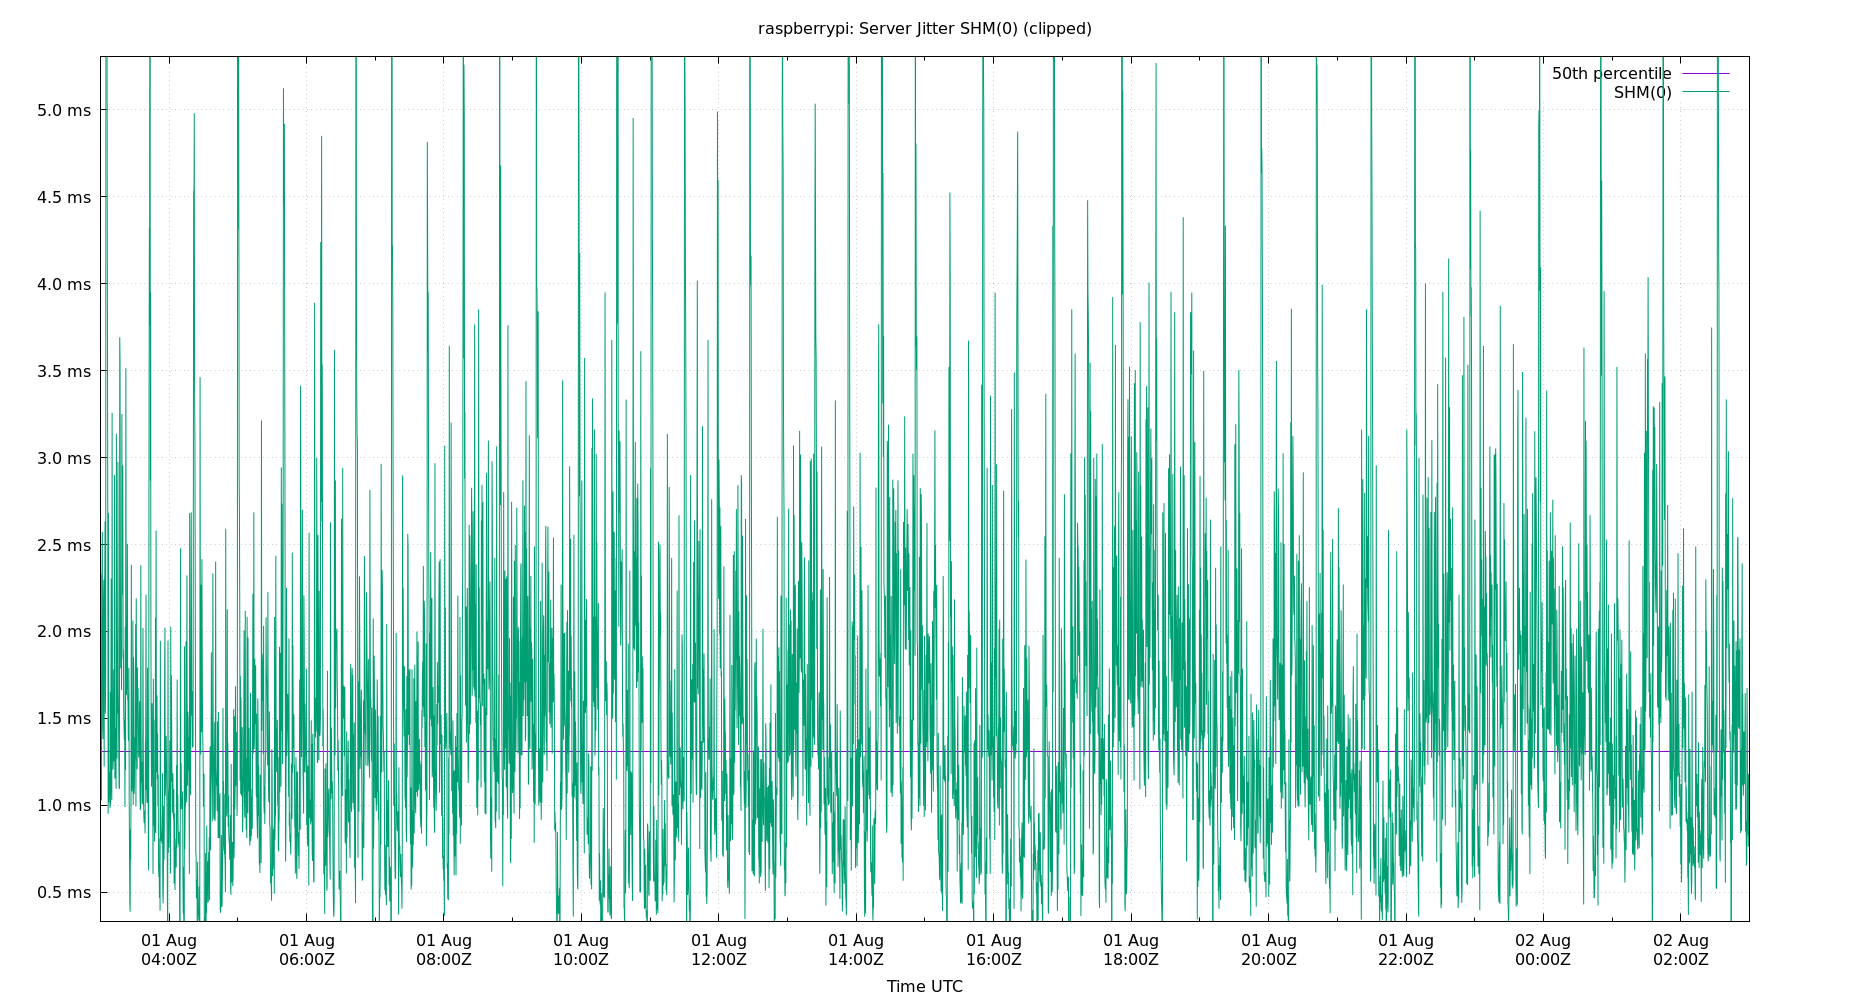 raspberrypi: Server Jitter SHM(0) (clipped)
50th percentile
SHM(0)
5.0 ms
4.5 ms
4.0 ms
3.5 ms
3.0 ms
2.5 ms
2.0 ms
1.5 ms
1.0 ms
0.5 ms
01 Aug 01 Aug 01 Aug 01 Aug 01 Aug 01 Aug 01 Aug 01 Aug 01 Aug 01 Aug 02 Aug 02 Aug
04:00Z 06:00Z 08:00Z 10:00Z 12:00Z 14:00Z 16:00Z 18:00Z 20:00Z 22:00Z 00:00Z 02:00Z
Time UTC